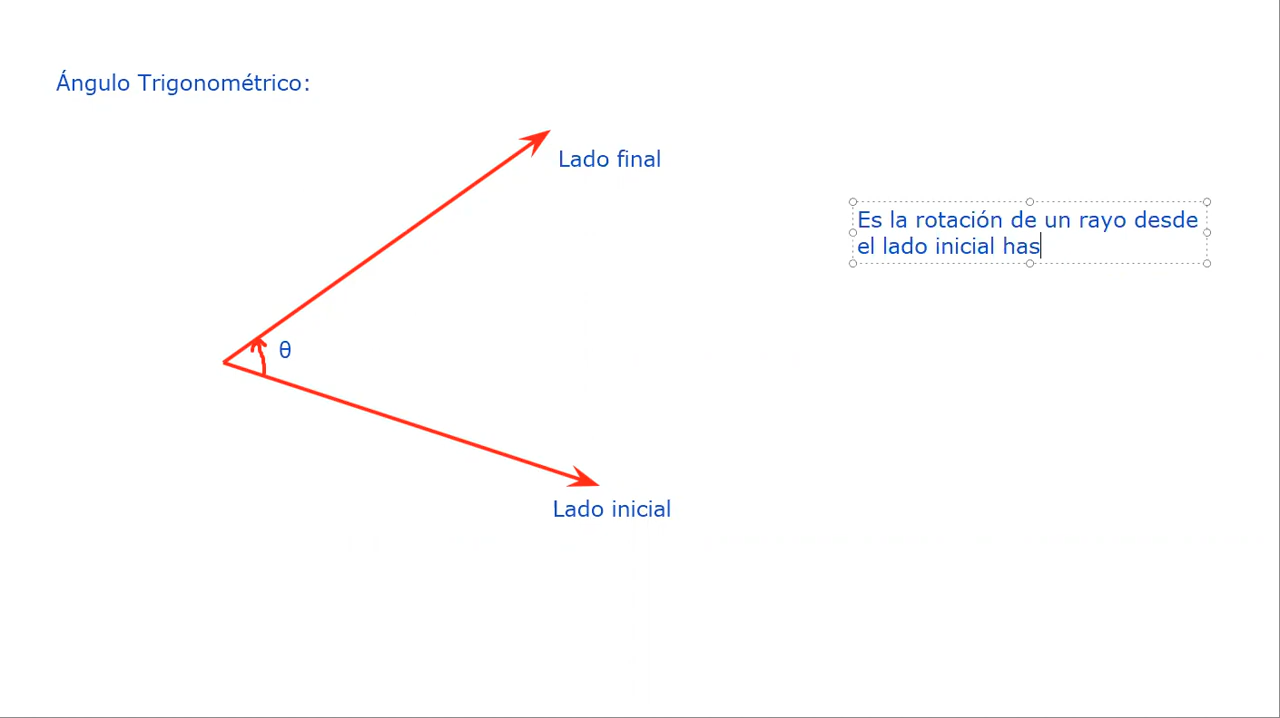 Ángulo Trigonométrico:
Lado final
Es la rotación de un rayo desde
el lado inicial has
θ
Lado inicial